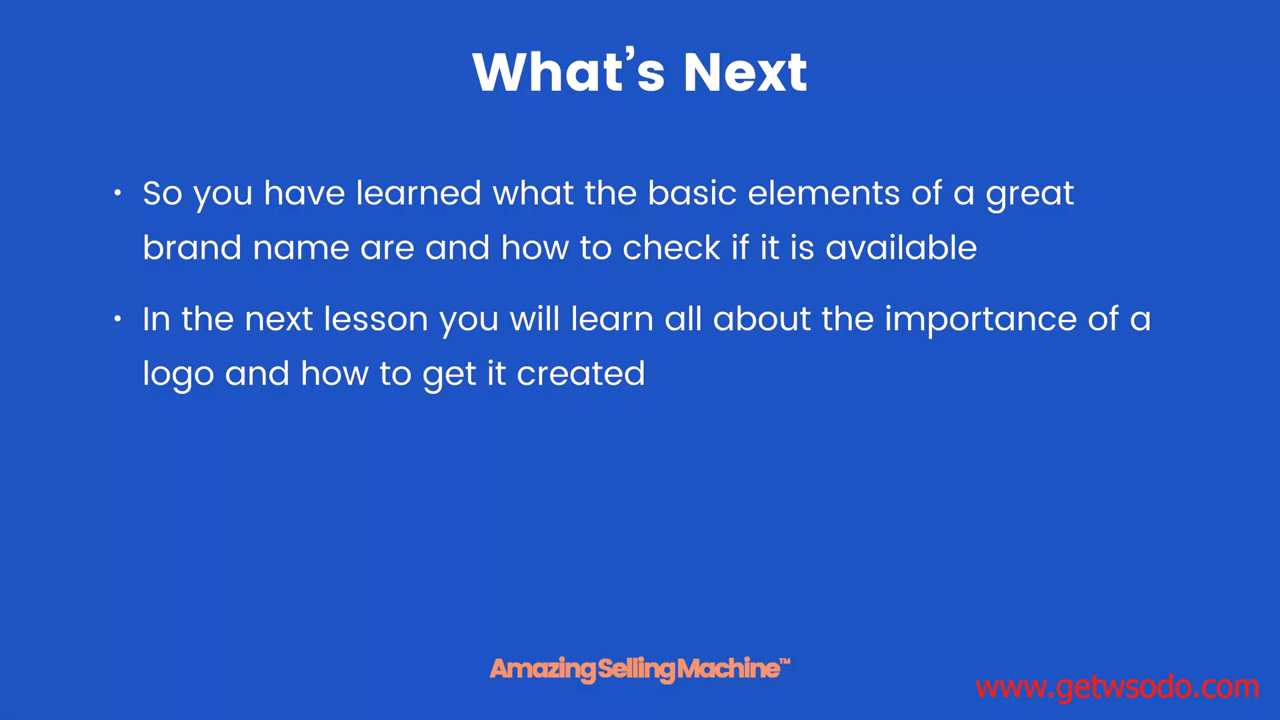 What's Next
• So you have learned what the basic elements of a great
brand name are and how to check if it is available
• In the next lesson you will learn all about the importance of a
logo and how to get it created
AmazingSellingMachine™
www.getwsodo.com